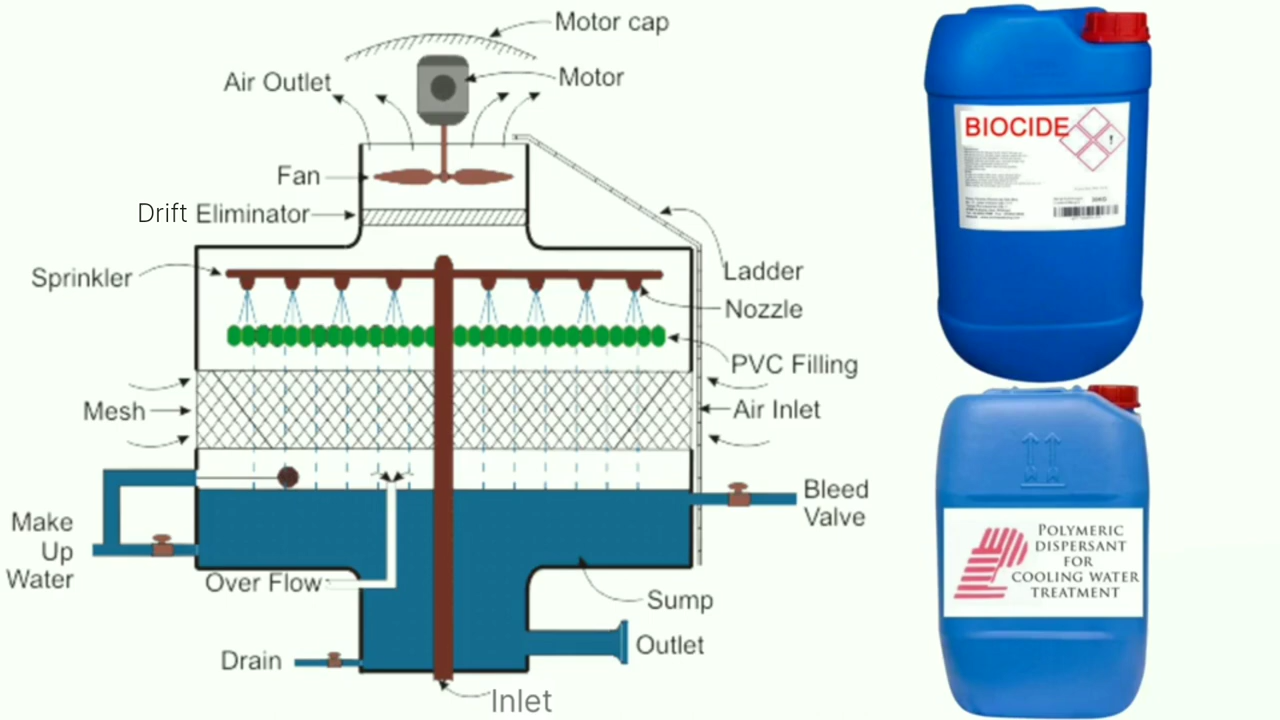 Motor cap
Air Outlet
Motor
Fan
Drift Eliminator
Sprinkler
Ladder
Nozzle
PVC Filling
Mesh
Air Inlet
Bleed
Valve
Make
Up
Water
Over Flow
Sump
Outlet
Drain
Inlet
BIOCIDE
!
POLYMERIC
DISPERSANT
FOR
COOLING WATER
TREATMENT